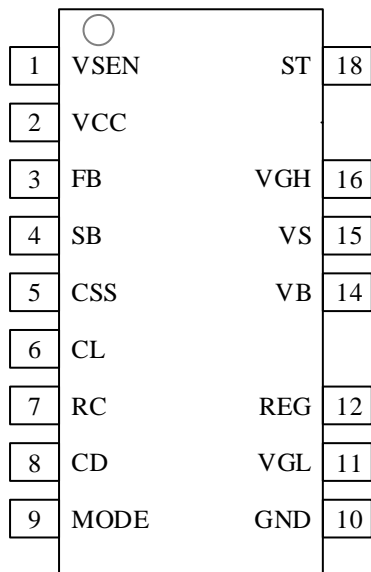 1 VSEN ST 18
2 VCC
3 FB VGH 16
4 SB VS 15
5 CSS VB 14
6 CL
7 RC REG 12
8 CD VGL 11
9 MODE GND 10